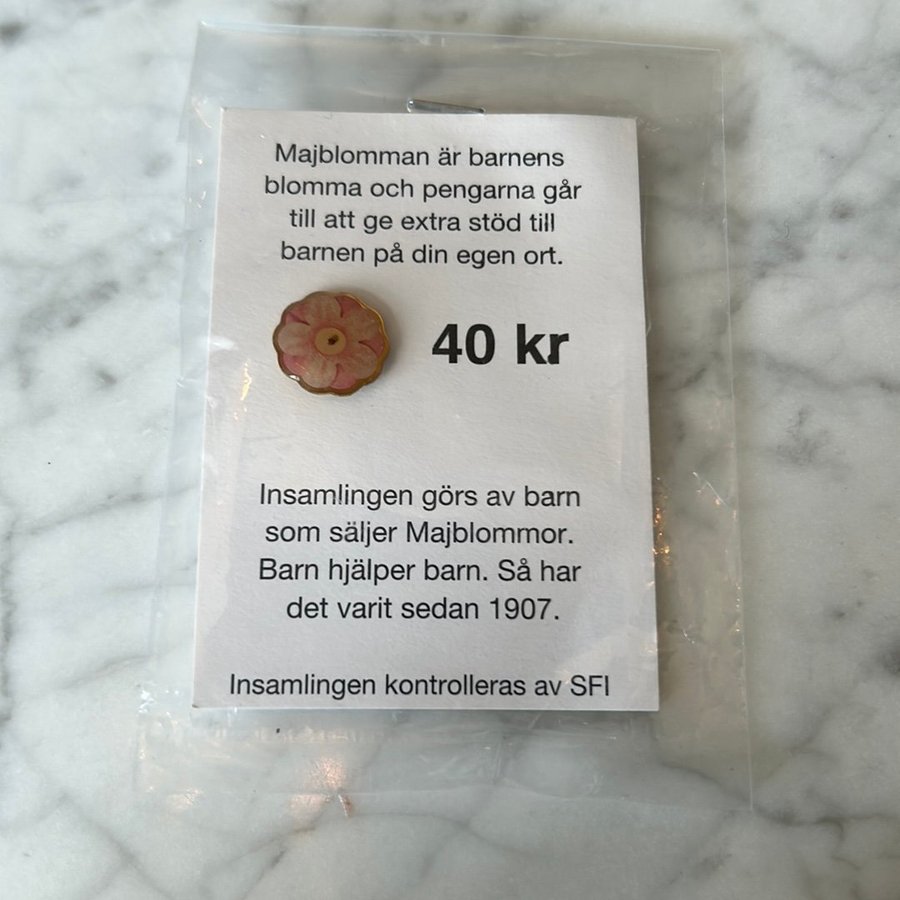 Majblomman är barnens
blomma och pengarna går
till att ge extra stöd till
barnen på din egen ort.
40 kr
Insamlingen görs av barn
som säljer Majblommor.
Barn hjälper barn. Så har
det varit sedan 1907.
Insamlingen kontrolleras av SFI